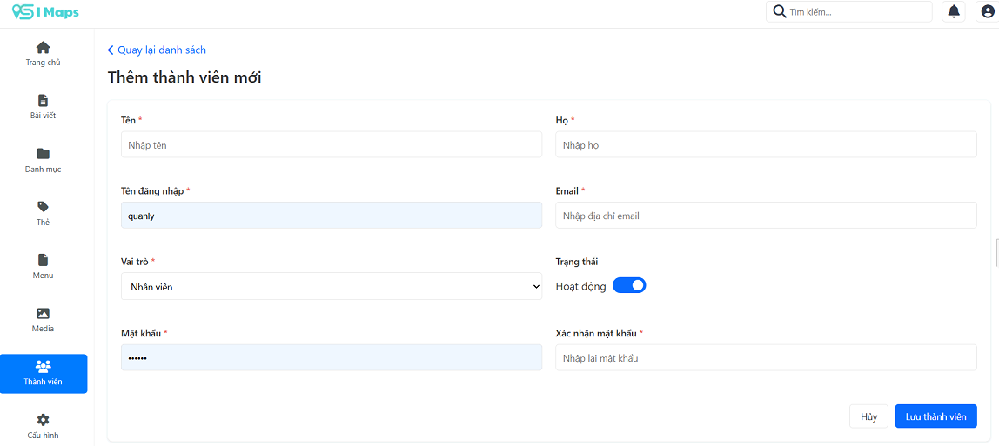 S I Maps
Tìm kiếm...
Trang chủ
Bài viết
Danh mục
Thẻ
Menu
Media
Thành viên
Cấu hình
Quay lại danh sách
Thêm thành viên mới
Tên *
Họ *
Nhập tên
Nhập họ
Tên đăng nhập *
Email *
quanly
Nhập địa chỉ email
Vai trò *
Trạng thái
Nhân viên
Hoạt động
Mật khẩu *
Xác nhận mật khẩu *
••••••
Nhập lại mật khẩu
Hủy
Lưu thành viên